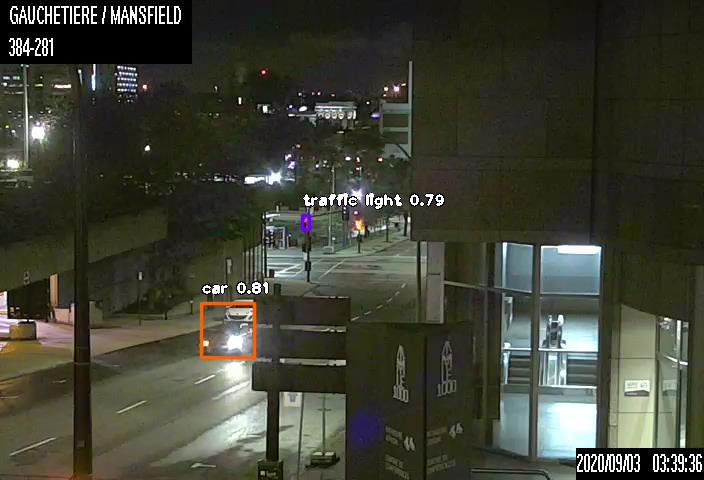 GAUCHETIERE / MANSFIELD
384-281
traffic light 0.79
car 0.81
1000
1000
2020/09/03 03:39:36